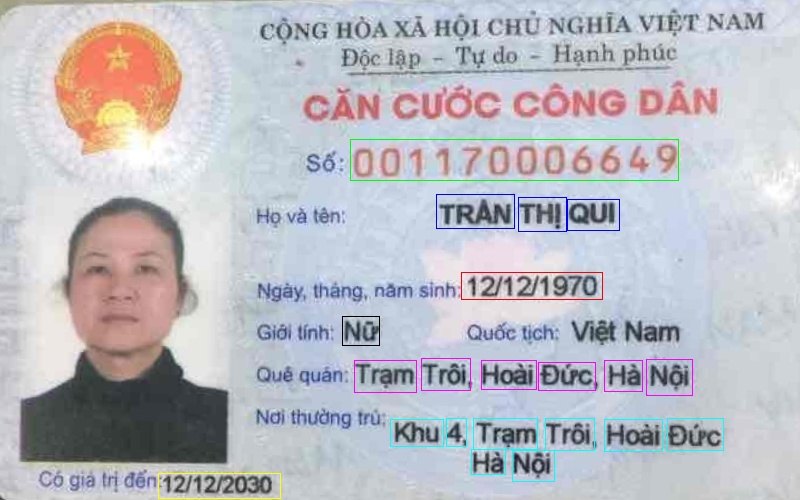 CỘNG HÒA XÃ HỘI CHỦ NGHĨA VIỆT NAM
Độc lập - Tự do - Hạnh phúc
CĂN CƯỚC CÔNG DÂN
Số: 001170006649
Họ và tên: TRẦN THỊ QUI
Ngày, tháng, năm sinh: 12/12/1970
Giới tính: Nữ Quốc tịch: Việt Nam
Quê quán: Trạm Trôi, Hoài Đức, Hà Nội
Nơi thường trú: Khu 4, Trạm Trôi, Hoài Đức
Hà Nội
Có giá trị đến: 12/12/2030